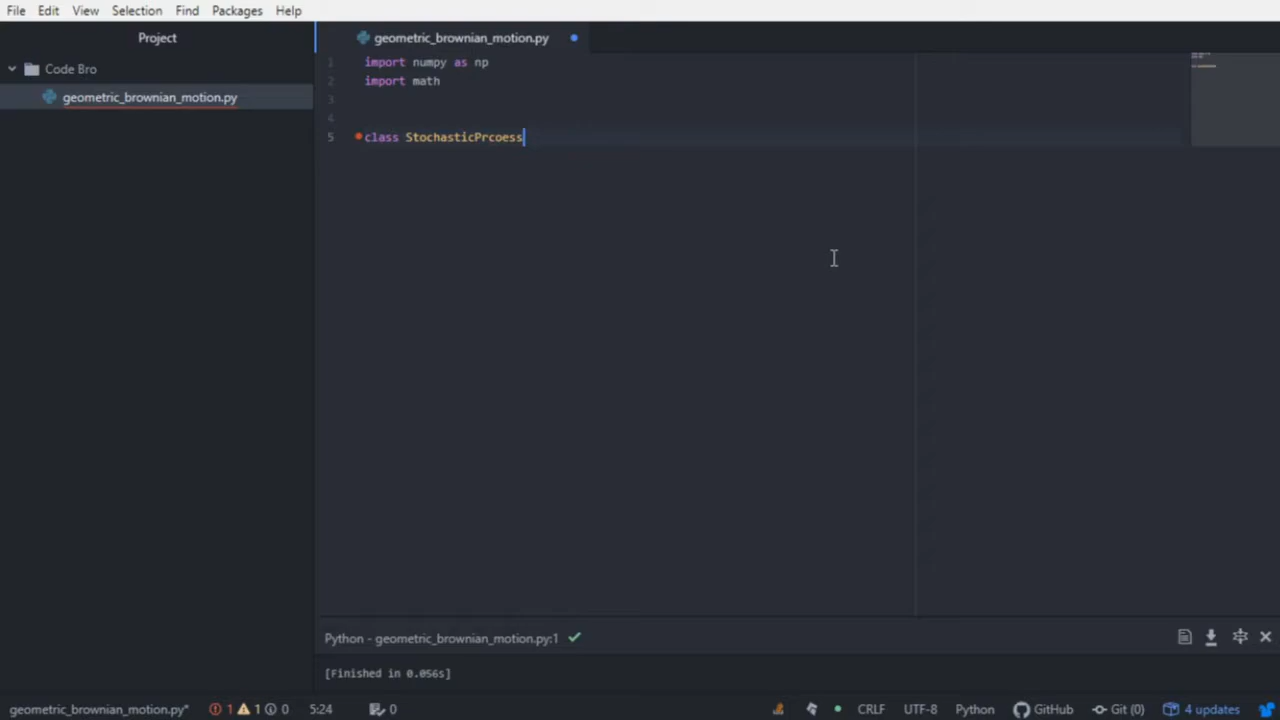 File Edit View Selection Find Packages Help
Project
geometric_brownian_motion.py
Code Bro
geometric_brownian_motion.py
1 import numpy as np
2 import math
3
4
5 class StochasticPrcoess
Python - geometric_brownian_motion.py:1
[Finished in 0.056s]
geometric_brownian_motion.py* 1 1 0 5:24 0 CRLF UTF-8 Python GitHub Git (0) 4 updates